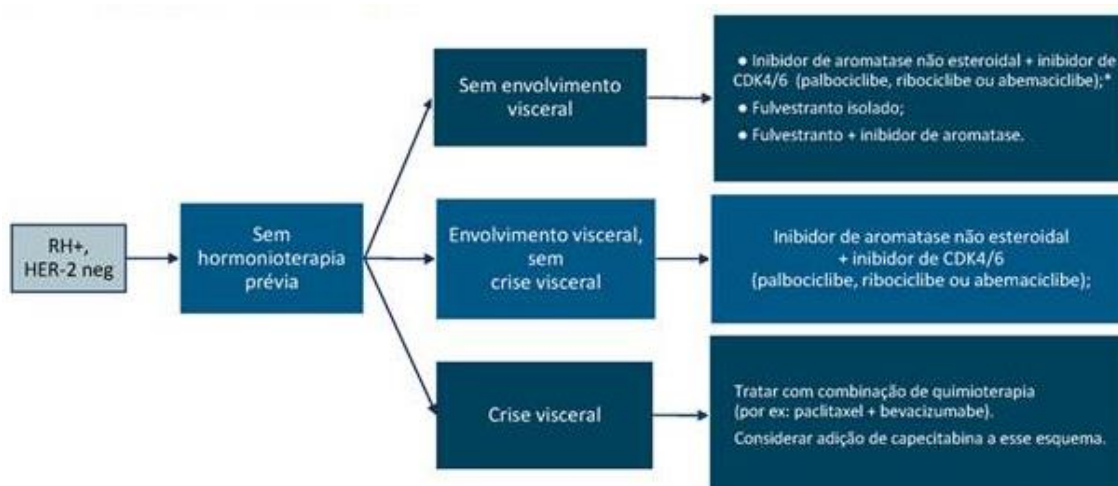 RH+,
HER-2 neg
Sem
hormonioterapia
prévia
Sem envolvimento
visceral
● Inibidor de aromatase não esteroidal + inibidor de
CDK4/6 (palbociclibe, ribociclibe ou abemaciclibe);*
● Fulvestranto isolado;
● Fulvestranto + inibidor de aromatase.
Envolvimento visceral,
sem
crise visceral
Inibidor de aromatase não esteroidal
+ inibidor de CDK4/6
(palbociclibe, ribociclibe ou abemaciclibe);
Crise visceral
Tratar com combinação de quimioterapia
(por ex: paclitaxel + bevacizumabe).
Considerar adição de capecitabina a esse esquema.